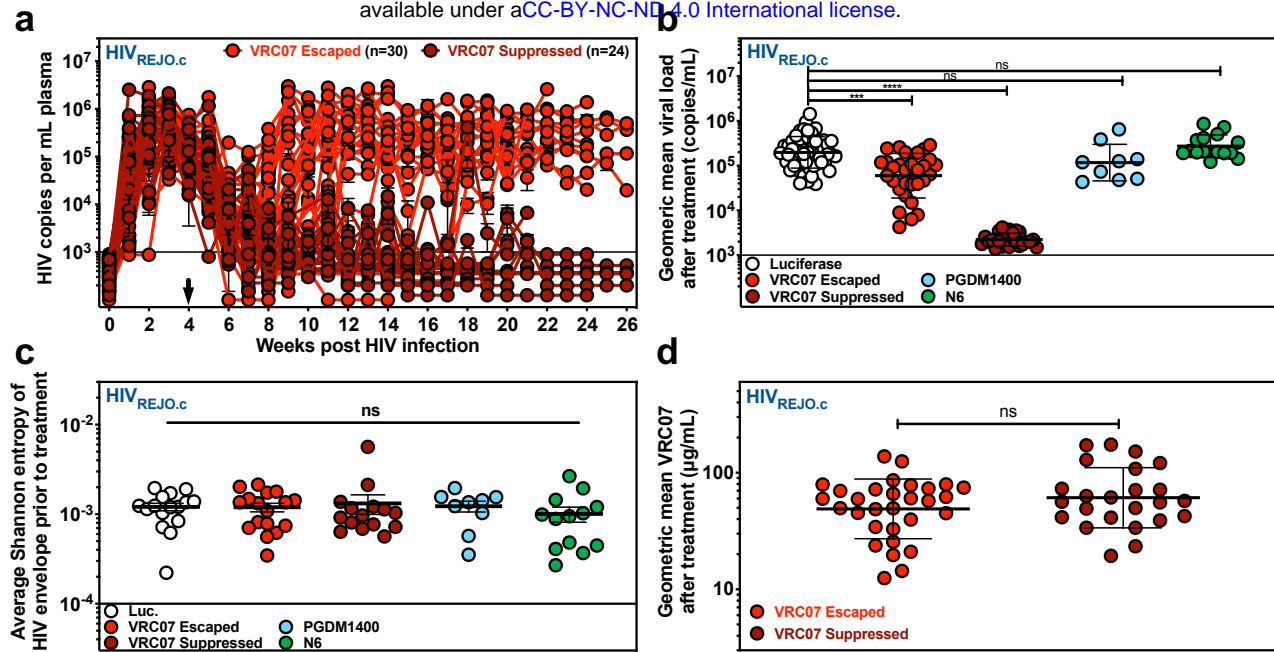 available under aCC-BY-NC-ND 4.0 International license.
a
HIVREJO.c
VRC07 Escaped (n=30)
VRC07 Suppressed (n=24)
HIV copies per mL plasma
10^6
10^5
10^4
10^3
0 2 4 6 8 10 12 14 16 18 20 22 24 26
Weeks post HIV infection
b
HIVREJO.c
Geomeric mean viral load
after treatment (copies/mL)
10^7
10^6
10^5
10^4
10^3
ns
ns
****
***
Luciferase
VRC07 Escaped
VRC07 Suppressed
PGDM1400
N6
c
HIVREJO.c
Average Shannon entropy of
HIV envelope prior to treatment
10^-2
10^-3
10^-4
ns
Luc.
VRC07 Escaped
VRC07 Suppressed
PGDM1400
N6
d
HIVREJO.c
Geometric mean VRC07
after treatment (µg/mL)
100
10
ns
VRC07 Escaped
VRC07 Suppressed